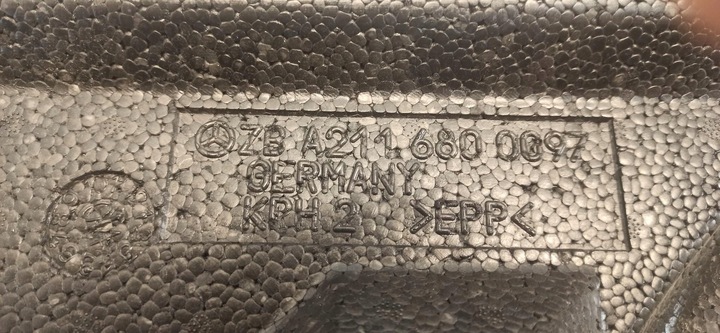 ZB A211 680 0097
GERMANY
KPH 2 >EPP<